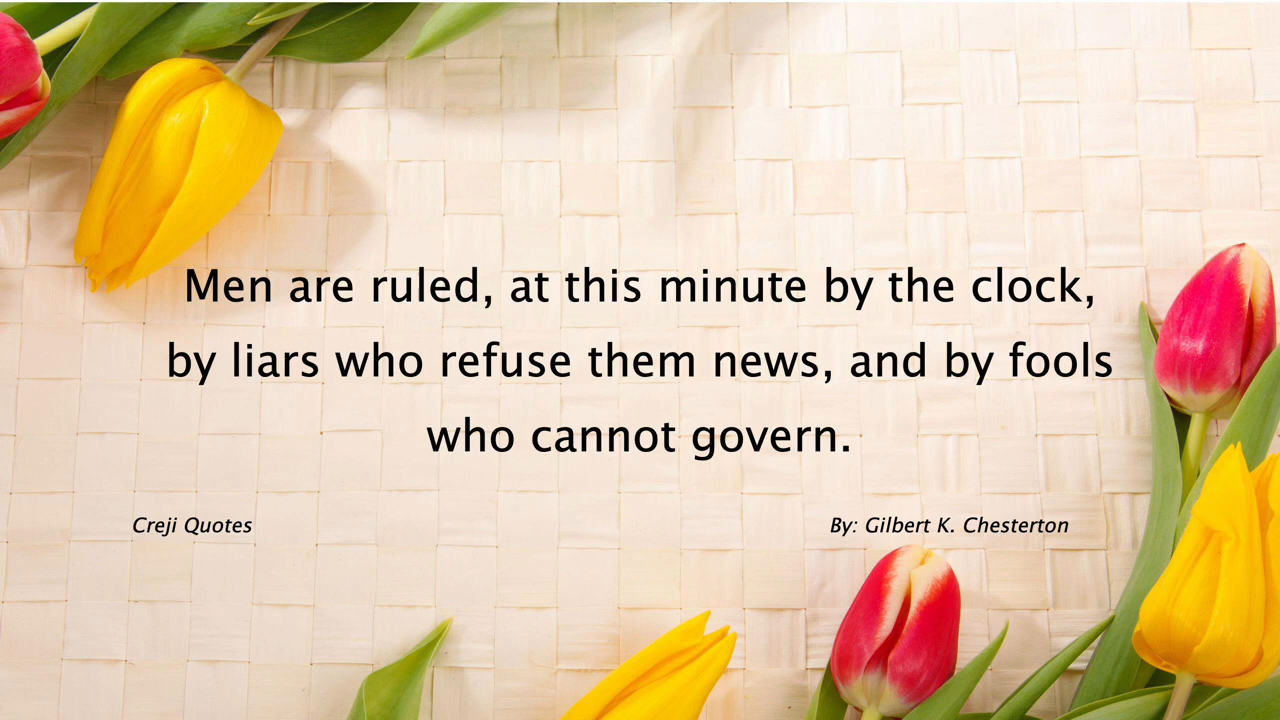 Men are ruled, at this minute by the clock,
by liars who refuse them news, and by fools
who cannot govern.
Creji Quotes
By: Gilbert K. Chesterton